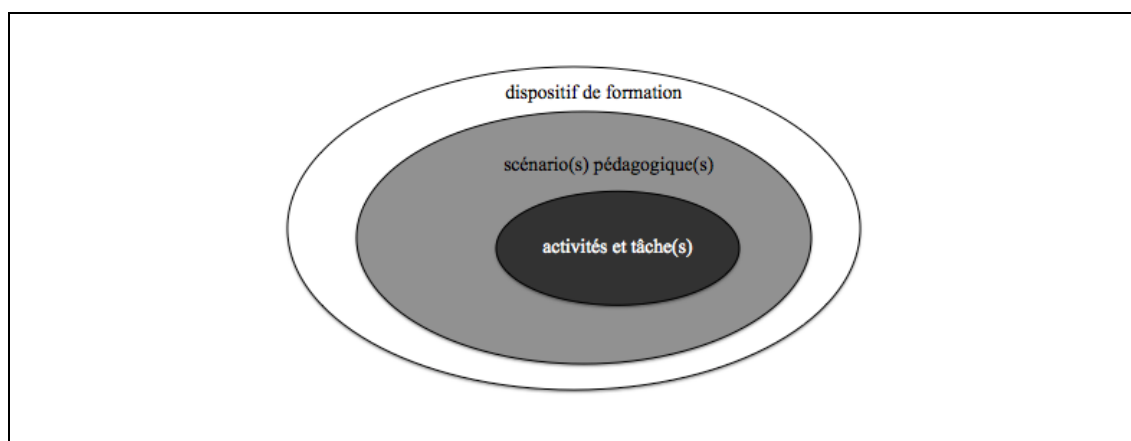 dispositif de formation
scénario(s) pédagogique(s)
activités et tâche(s)